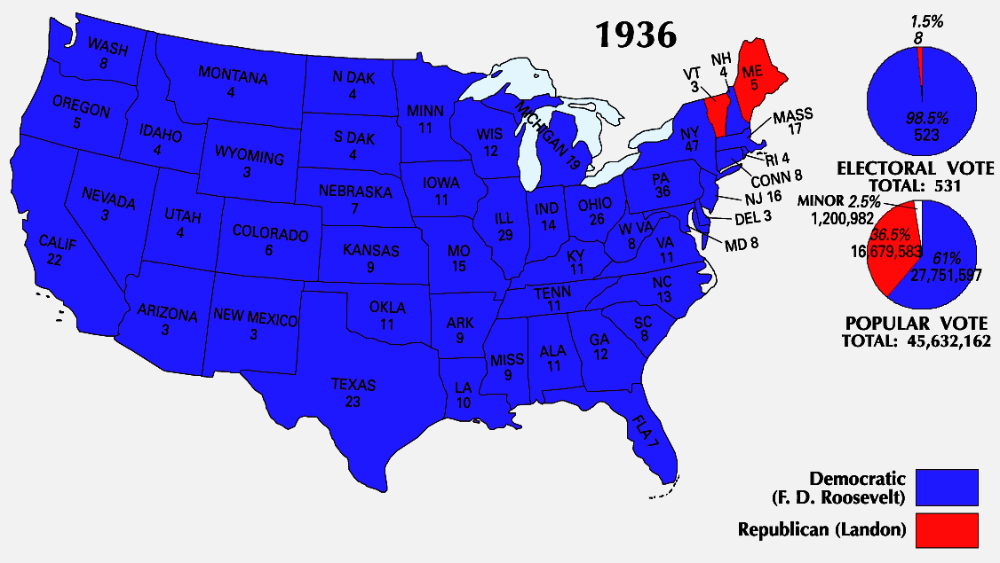 1936
WASH
8
OREGON
5
CALIF
22
NEVADA
3
IDAHO
4
MONTANA
4
WYOMING
3
UTAH
4
COLORADO
6
ARIZONA
3
NEW MEXICO
3
N DAK
4
S DAK
4
NEBRASKA
7
KANSAS
9
OKLA
11
TEXAS
23
MINN
11
IOWA
11
MO
15
ARK
9
LA
10
WIS
12
ILL
29
MICHIGAN 19
IND
14
OHIO
26
KY
11
TENN
11
MISS
9
ALA
11
GA
12
FLA 7
SC
8
NC
13
VA
11
W VA
8
PA
36
NY
47
VT
3
NH
4
ME
5
MASS
17
RI 4
CONN 8
NJ 16
DEL 3
MD 8
1.5%
8
98.5%
523
ELECTORAL VOTE
TOTAL: 531
MINOR 2.5%
1,200,982
36.5%
16,679,583
61%
27,751,597
POPULAR VOTE
TOTAL: 45,632,162
Democratic
(F. D. Roosevelt)
Republican (Landon)